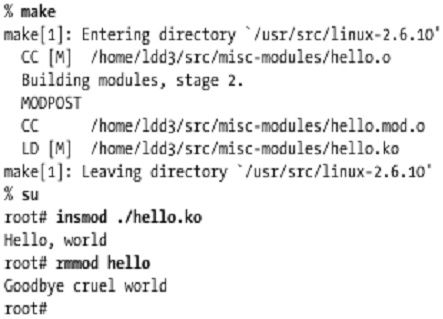 % make
make[1]: Entering directory `/usr/src/linux-2.6.10'
CC [M] /home/ldd3/src/misc-modules/hello.o
Building modules, stage 2.
MODPOST
CC /home/ldd3/src/misc-modules/hello.mod.o
LD [M] /home/ldd3/src/misc-modules/hello.ko
make[1]: Leaving directory `/usr/src/linux-2.6.10'
% su
root# insmod ./hello.ko
Hello, world
root# rmmod hello
Goodbye cruel world
root#